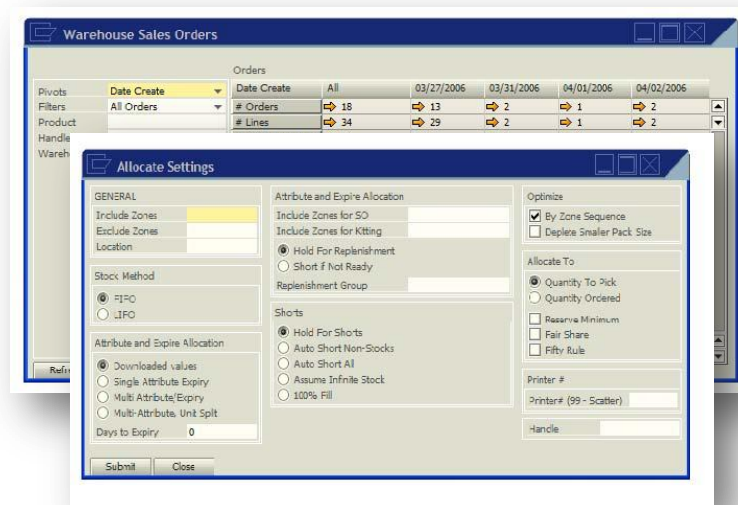 Warehouse Sales Orders
Orders
Pivots Date Create Date Create All 03/27/2006 03/31/2006 04/01/2006 04/02/2006
Filters All Orders # Orders 18 13 2 1 2
Product # Lines 34 29 2 1 2
Handle
Wareh
Allocate Settings
GENERAL
Include Zones
Exclude Zones
Location
Stock Method
FIFO
LIFO
Attribute and Expire Allocation
Downloaded values
Single Attribute Expiry
Multi Attribute/Expiry
Multi-Attribute, Unit Split
Days to Expiry 0
Attribute and Expire Allocation
Include Zones for SO
Include Zones for Kitting
Hold For Replenishment
Short if Not Ready
Replenishment Group
Shorts
Hold For Shorts
Auto Short Non-Stocks
Auto Short All
Assume Infinite Stock
100% Fill
Optimize
By Zone Sequence
Deplete Smaller Pack Size
Allocate To
Quantity To Pick
Quantity Ordered
Reserve Minimum
Fair Share
Fifty Rule
Printer #
Printer# (99 - Scatter)
Handle
Submit Close
Refre